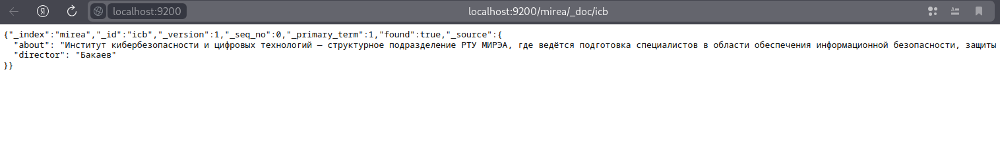 Я localhost:9200 localhost:9200/mirea/_doc/icb
{"_index":"mirea","_id":"icb","_version":1,"_seq_no":0,"_primary_term":1,"found":true,"_source":{
"about": "Институт кибербезопасности и цифровых технологий – структурное подразделение РТУ МИРЭА, где ведётся подготовка специалистов в области обеспечения информационной безопасности, защиты
"director": "Бакаев"
}}